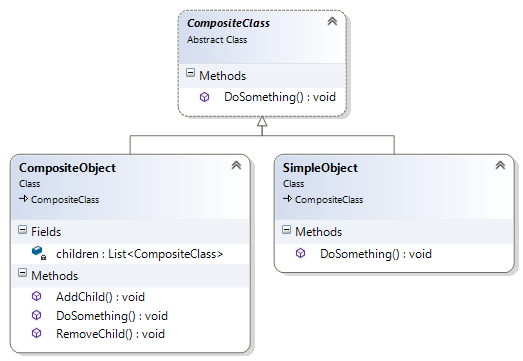 CompositeClass
Abstract Class
Methods
DoSomething() : void
CompositeObject
Class
CompositeClass
Fields
children : List<CompositeClass>
Methods
AddChild() : void
DoSomething() : void
RemoveChild() : void
SimpleObject
Class
CompositeClass
Methods
DoSomething() : void